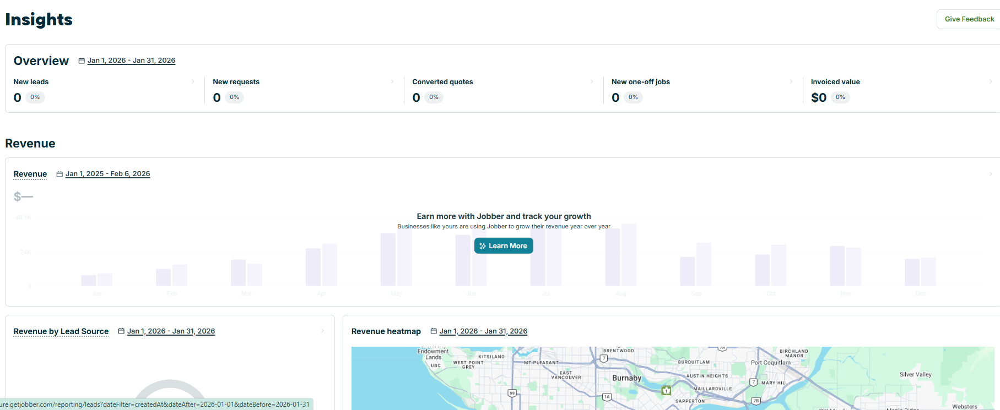 Insights
Give Feedback
Overview Jan 1, 2026 - Jan 31, 2026
New leads
0 0%
New requests
0 0%
Converted quotes
0 0%
New one-off jobs
0 0%
Invoiced value
$0 0%
Revenue
Revenue Jan 1, 2025 - Feb 6, 2026
$—
48.1K
24K
0
Earn more with Jobber and track your growth
Businesses like yours are using Jobber to grow their revenue year over year
Learn More
Jan Feb Mar Apr May Jun Jul Aug Sep Oct Nov Dec
Revenue by Lead Source Jan 1, 2026 - Jan 31, 2026
Revenue heatmap Jan 1, 2026 - Jan 31, 2026
Endowment
Lands
UBC
WEST POINT
GREY
KITSILANO
MT-PLEASANT
EAST
VANCOUVER
BRENTWOOD
7
Burnaby
BURQUITLAM
AUSTIN HEIGHTS
MAILLARDVILLE
7A
Port Coquitlam
BIRCHLAND
MANOR
7
MARY HILL
Silver Valley
99
1A
1
SAPPERTON
7B
Websters
ure.getjobber.com/reporting/leads?dateFilter=createdAt&dateAfter=2026-01-01&dateBefore=2026-01-31